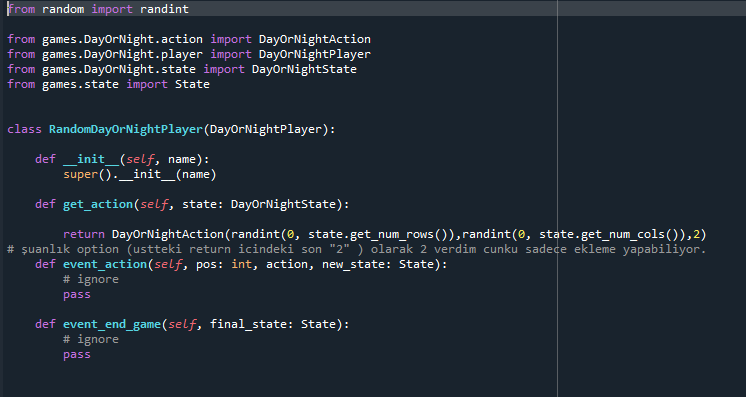 from random import randint
from games.DayOrNight.action import DayOrNightAction
from games.DayOrNight.player import DayOrNightPlayer
from games.DayOrNight.state import DayOrNightState
from games.state import State
class RandomDayOrNightPlayer(DayOrNightPlayer):
    def __init__(self, name):
        super().__init__(name)
    def get_action(self, state: DayOrNightState):
        return DayOrNightAction(randint(0, state.get_num_rows()),randint(0, state.get_num_cols()),2)
# şuanlık option (ustteki return icindeki son "2" ) olarak 2 verdim cunku sadece ekleme yapabiliyor.
    def event_action(self, pos: int, action, new_state: State):
        # ignore
        pass
    def event_end_game(self, final_state: State):
        # ignore
        pass